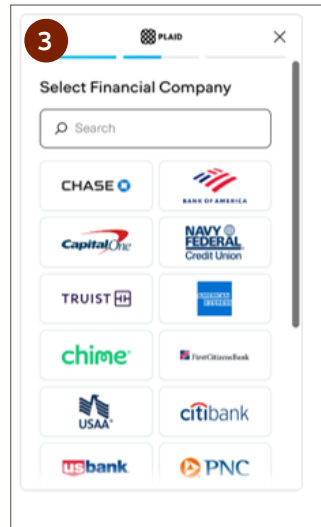 3
PLAID
Select Financial Company
Search
CHASE
BANK OF AMERICA
Capital One
NAVY
FEDERAL
Credit Union
TRUIST
AMERICAN
EXPRESS
chime
First Citizens Bank
USAA
citibank
usbank
PNC